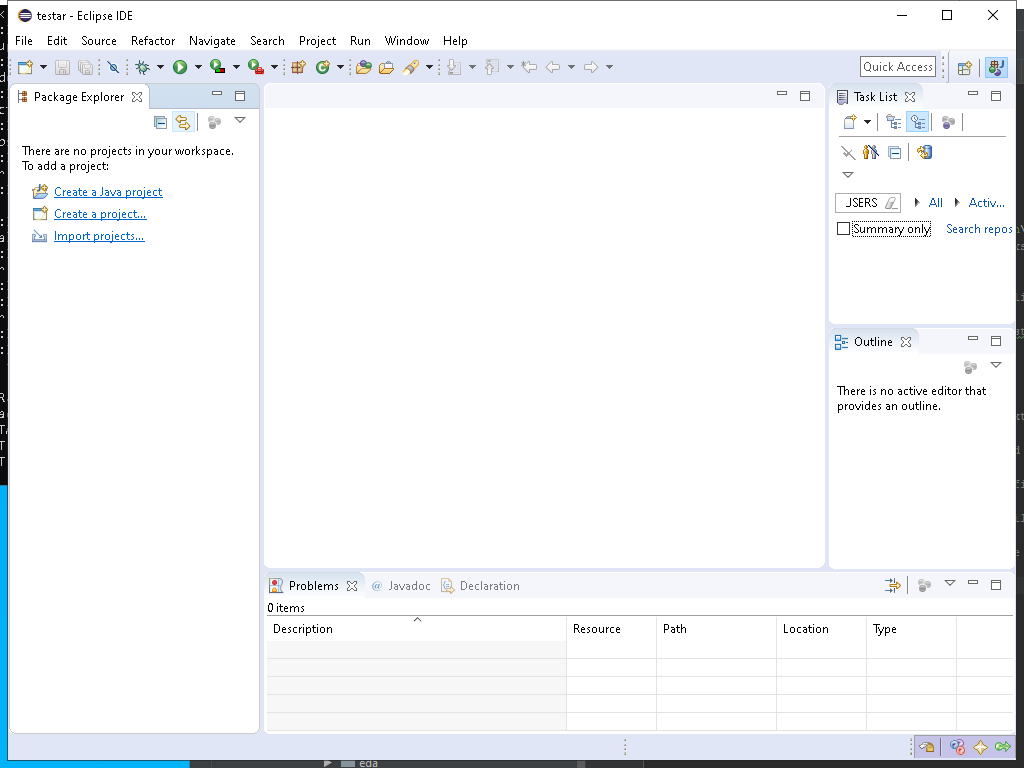 testar - Eclipse IDE
File Edit Source Refactor Navigate Search Project Run Window Help
Quick Access
Package Explorer
There are no projects in your workspace.
To add a project:
Create a Java project
Create a project...
Import projects...
Task List
JSERS All Activ...
Summary only Search repos
Outline
There is no active editor that
provides an outline.
Problems @ Javadoc Declaration
0 items
Description Resource Path Location Type
eda